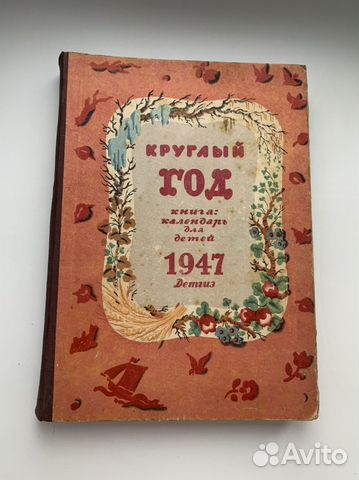 КРУГЛЫЙ
ГОД
книга:
календарь
для
детей
1947
Детгиз
Avito